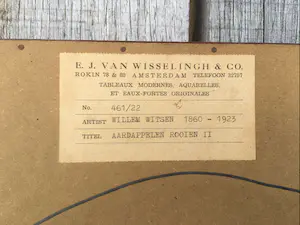 E. J. VAN WISSELINGH & CO.
ROKIN 78 & 80 AMSTERDAM TELEFOON
TABLEAUX MODERNES, AQUARELLES
ET EAUX-FORTES ORIGINALES
No. 461/22
ARTIST WILLEM WITSEN 1860 - 1923
TITEL AARDAPPELEN ROOIEN II